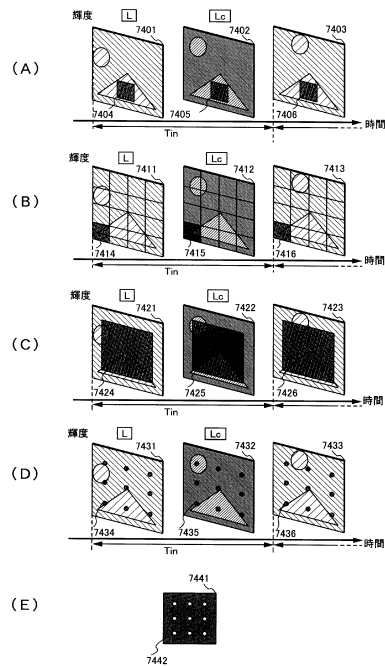 輝度 L 7401 Lc 7402 7403
(A)
7404 7405 7406 時間
Tin
輝度 L 7411 Lc 7412 7413
(B)
7414 7415 7416 時間
Tin
輝度 L 7421 Lc 7422 7423
(C)
7424 7425 7426 時間
Tin
輝度 L 7431 Lc 7432 7433
(D)
7434 7435 7436 時間
Tin
7441
(E)
7442